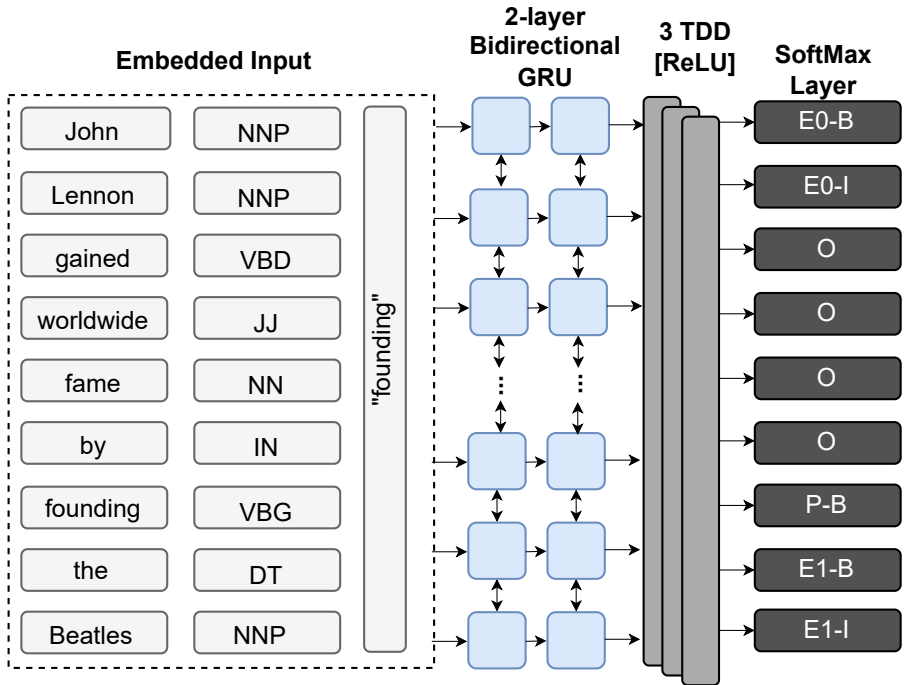 Embedded Input
2-layer
Bidirectional
GRU
3 TDD
[ReLU]
SoftMax
Layer
John NNP E0-B
Lennon NNP E0-I
gained VBD O
worldwide JJ O
fame NN O
by IN O
founding VBG P-B
the DT E1-B
Beatles NNP E1-I
"founding"
... ...